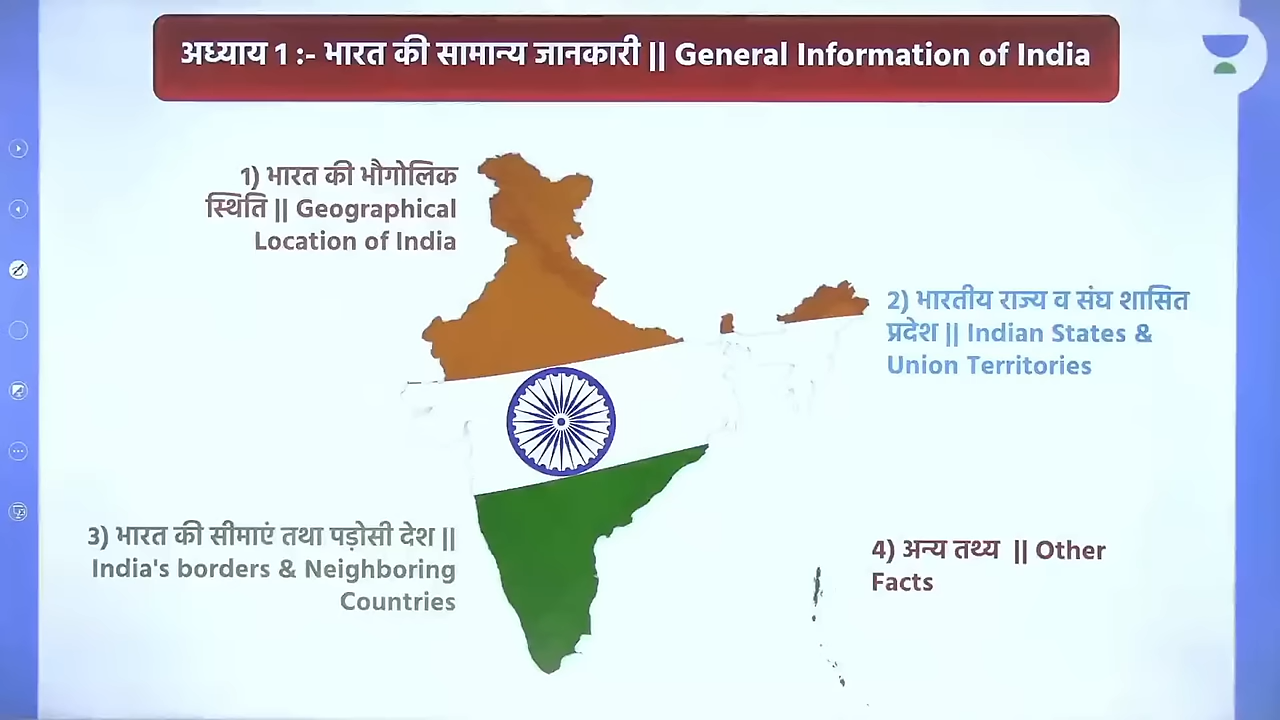 अध्याय 1 :- भारत की सामान्य जानकारी || General Information of India
1) भारत की भौगोलिक
स्थिति || Geographical
Location of India
2) भारतीय राज्य व संघ शासित
प्रदेश || Indian States &
Union Territories
3) भारत की सीमाएं तथा पड़ोसी देश ||
India's borders & Neighboring
Countries
4) अन्य तथ्य || Other
Facts